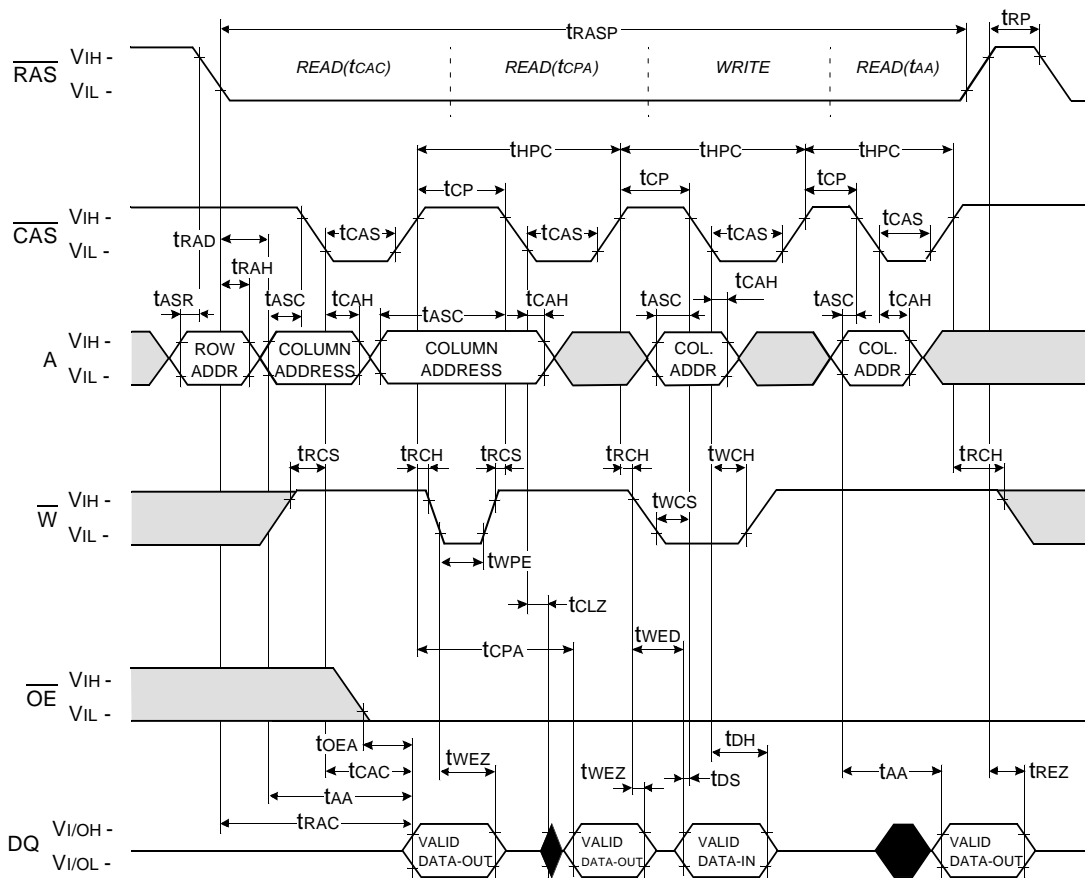 tRASP
tRP
RAS
VIH -
VIL -
READ(tCAC)
READ(tCPA)
WRITE
READ(tAA)
tHPC
tHPC
tHPC
tCP
tCP
tCP
CAS
VIH -
VIL -
tCAS
tCAS
tCAS
tCAS
tRAD
tRAH
tASR
tASC
tCAH
tASC
tCAH
tASC
tCAH
tASC
tCAH
A
VIH -
VIL -
ROW
ADDR
COLUMN
ADDRESS
COLUMN
ADDRESS
COL.
ADDR
COL.
ADDR
tRCS
tRCH
tRCS
tRCH
tWCH
tRCH
W
VIH -
VIL -
tWCS
tWPE
tCLZ
tCPA
tWED
OE
VIH -
VIL -
tOEA
tCAC
tAA
tRAC
tWEZ
tWEZ
tDH
tDS
tAA
tREZ
DQ
VI/OH -
VI/OL -
VALID
DATA-OUT
VALID
DATA-OUT
VALID
DATA-IN
VALID
DATA-OUT